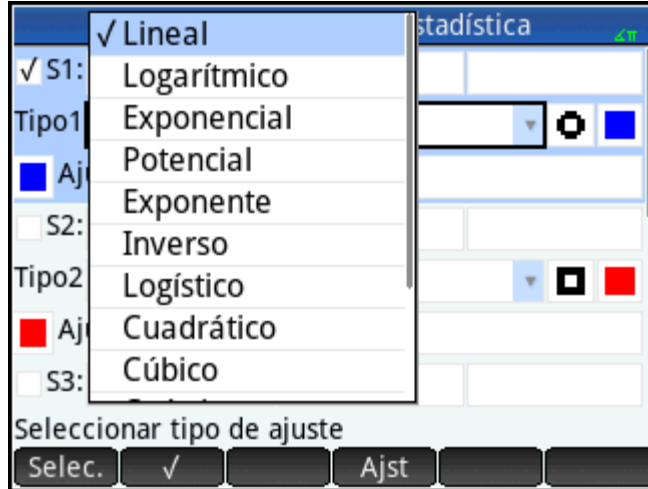 stadística ∡π
√ Lineal
√ S1:
Logarítmico
Tipo1
Exponencial
Potencial
Aj
Exponente
S2:
Inverso
Tipo2
Logístico
Aj
Cuadrático
S3:
Cúbico
Seleccionar tipo de ajuste
Selec. √ Ajst